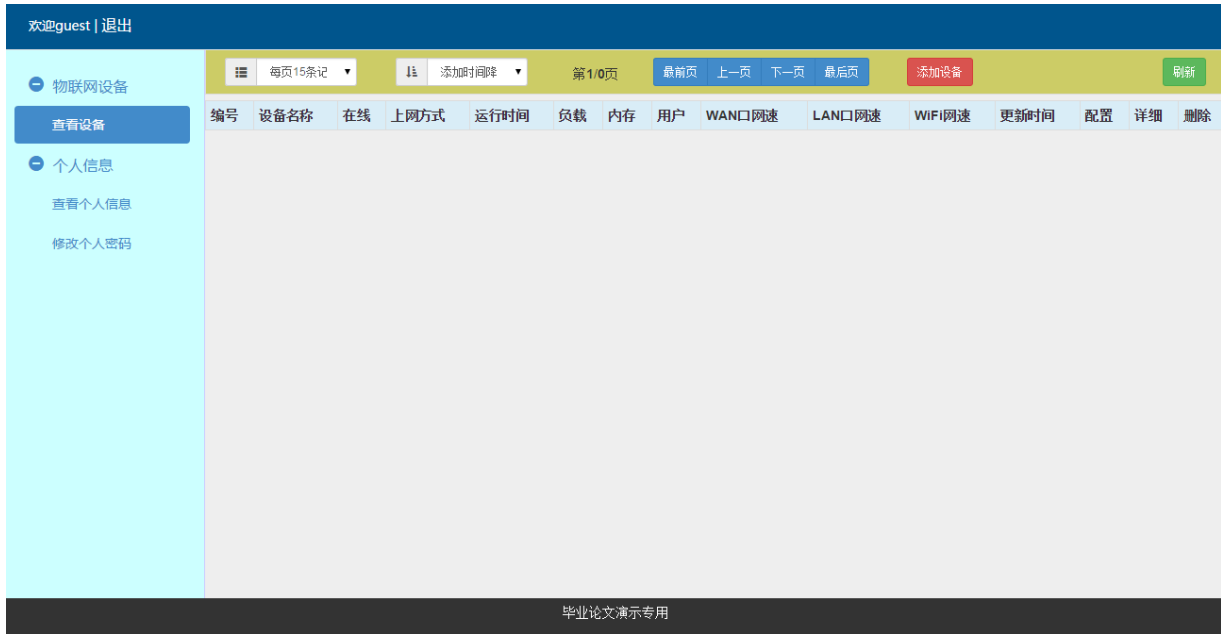 欢迎guest | 退出
物联网设备
查看设备
个人信息
查看个人信息
修改个人密码
每页15条记 添加时间降 第1/0页 最前页 上一页 下一页 最后页 添加设备 刷新
编号 设备名称 在线 上网方式 运行时间 负载 内存 用户 WAN口网速 LAN口网速 WiFi网速 更新时间 配置 详细 删除
毕业论文演示专用